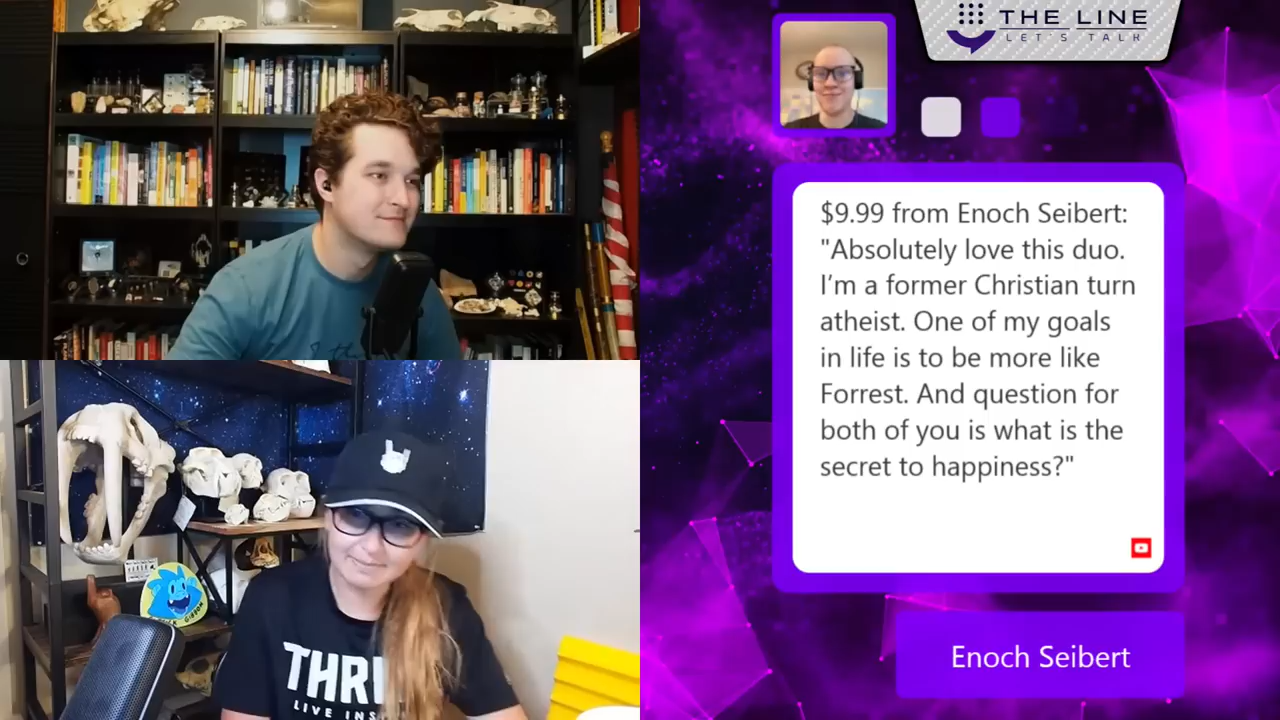 THE LINE
LET'S TALK
$9.99 from Enoch Seibert:
"Absolutely love this duo.
I'm a former Christian turn
atheist. One of my goals
in life is to be more like
Forrest. And question for
both of you is what is the
secret to happiness?"
Enoch Seibert
THRI
LIVE INS